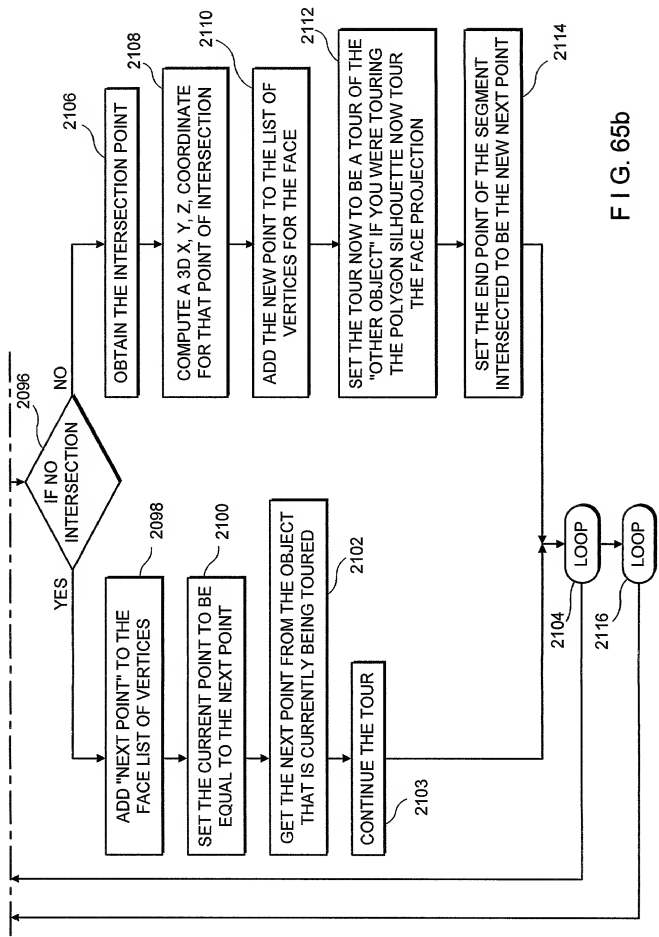 2096
IF NO
INTERSECTION
YES
NO
ADD "NEXT POINT" TO THE
FACE LIST OF VERTICES
2098
SET THE CURRENT POINT TO BE
EQUAL TO THE NEXT POINT
2100
GET THE NEXT POINT FROM THE OBJECT
THAT IS CURRENTLY BEING TOURED
2102
CONTINUE THE TOUR
2103
OBTAIN THE INTERSECTION POINT
2106
COMPUTE A 3D X, Y, Z, COORDINATE
FOR THAT POINT OF INTERSECTION
2108
ADD THE NEW POINT TO THE LIST OF
VERTICES FOR THE FACE
2110
SET THE TOUR NOW TO BE A TOUR OF THE
"OTHER OBJECT" IF YOU WERE TOURING
THE POLYGON SILHOUETTE NOW TOUR
THE FACE PROJECTION
2112
SET THE END POINT OF THE SEGMENT
INTERSECTED TO BE THE NEW NEXT POINT
2114
LOOP
2104
LOOP
2116
F I G. 65b